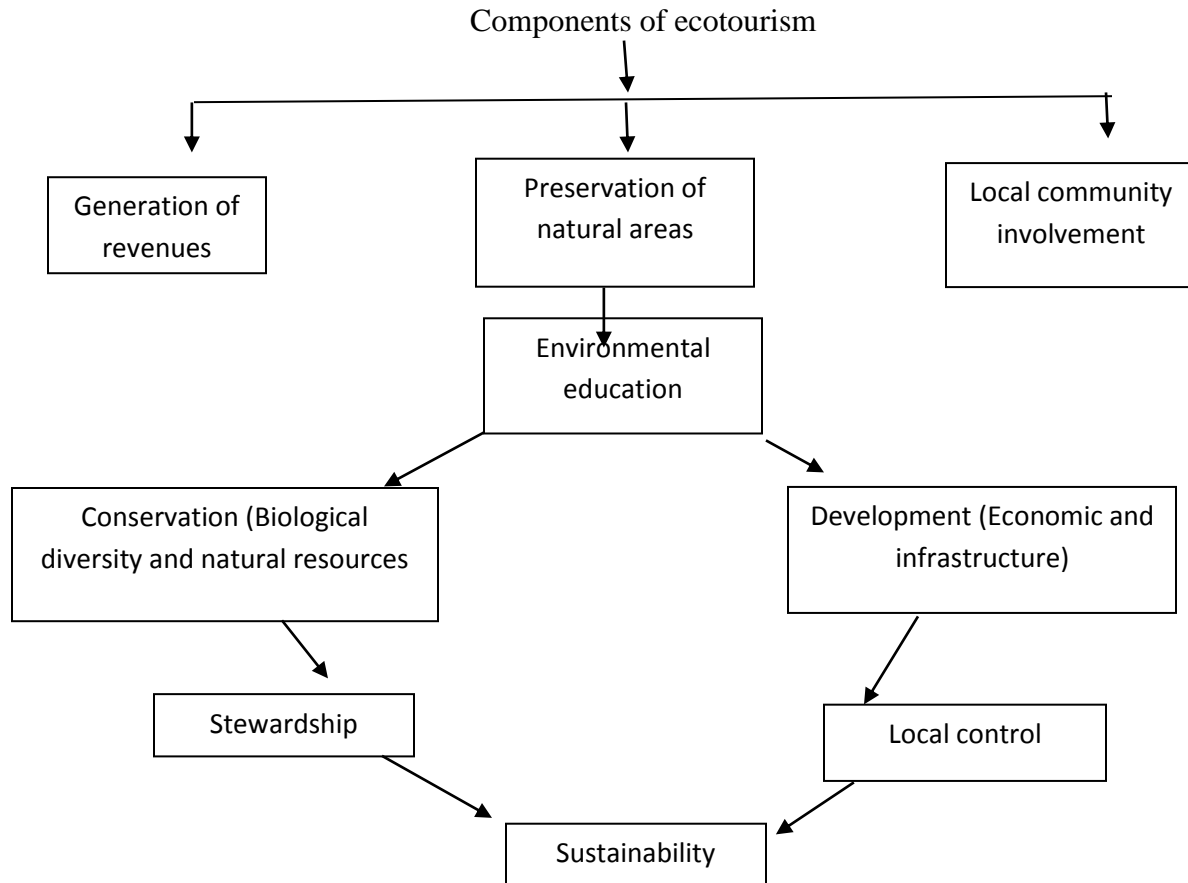 Components of ecotourism
Generation of
revenues
Preservation of
natural areas
Local community
involvement
Environmental
education
Conservation (Biological
diversity and natural resources
Development (Economic and
infrastructure)
Stewardship
Local control
Sustainability